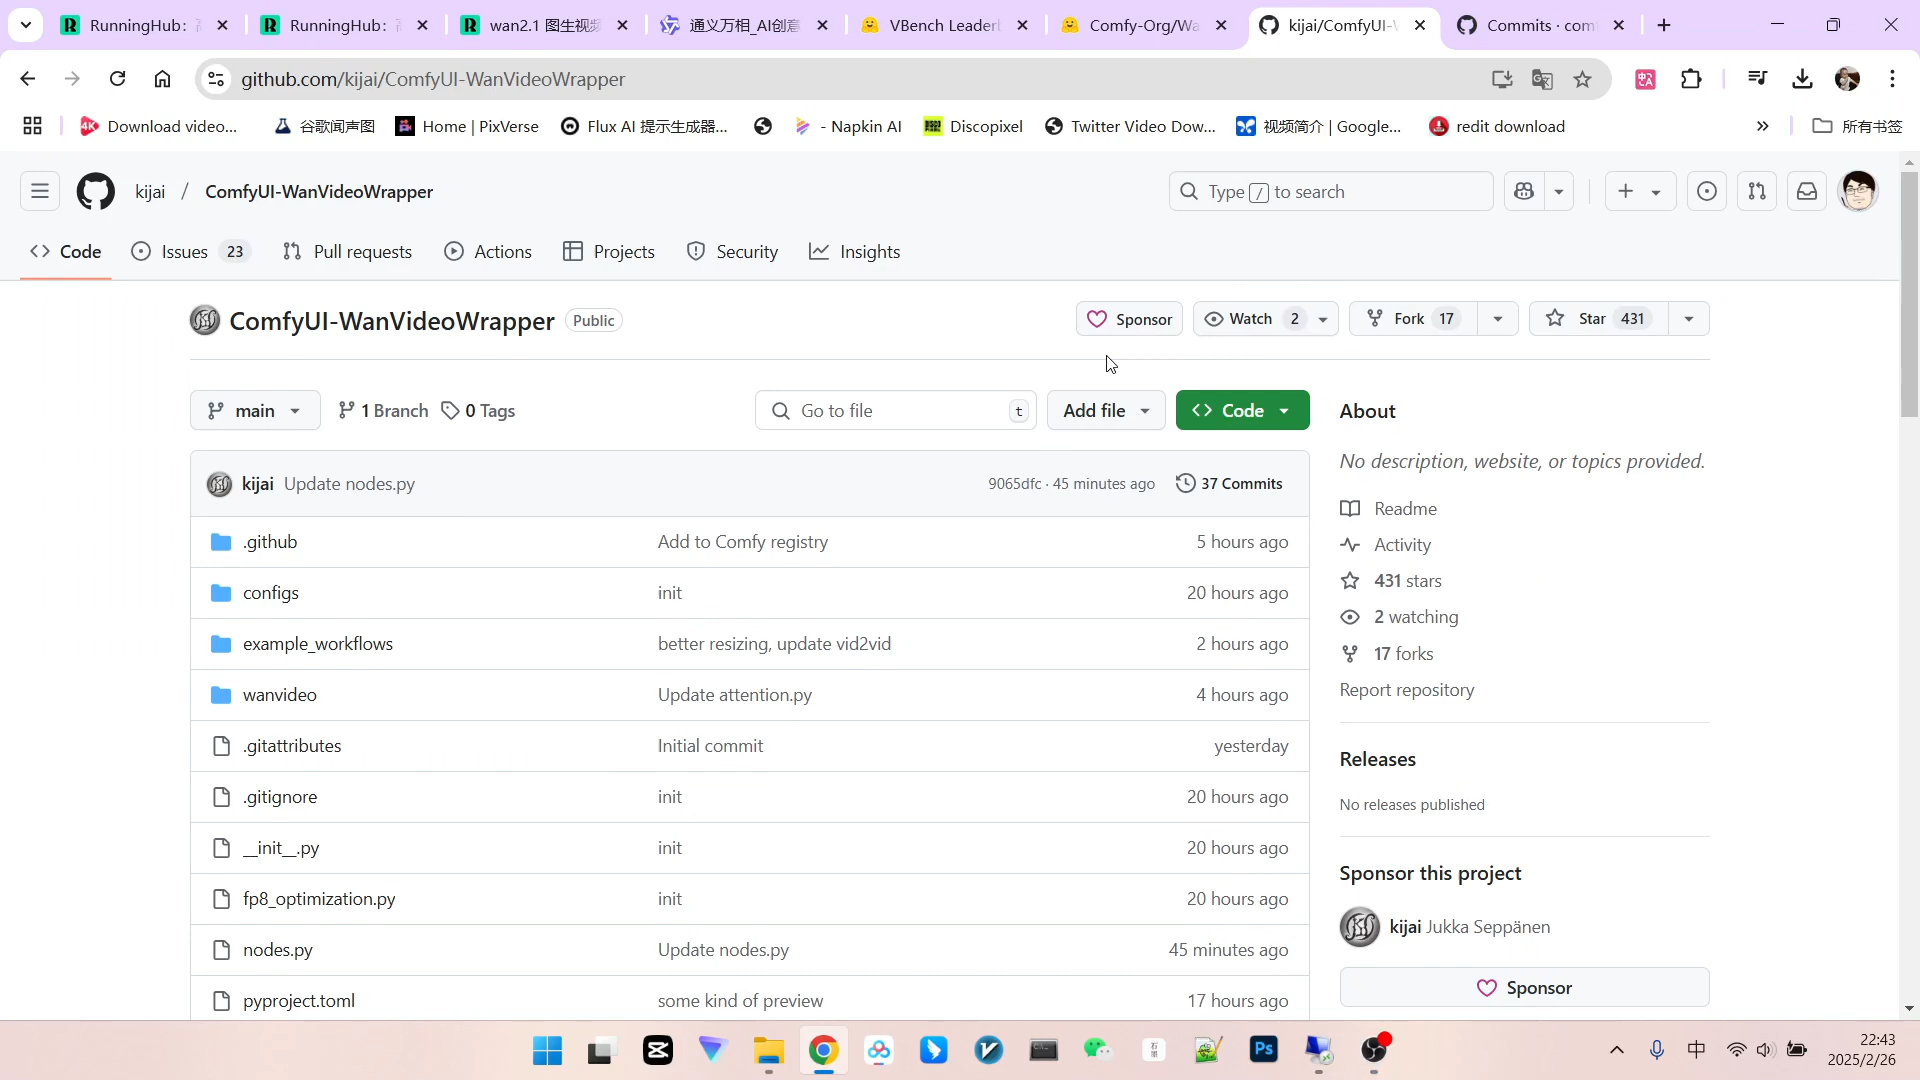 RunningHub:
RunningHub:
wan2.1 图生视频
通义万相_AI创意
VBench Leader
Comfy-Org/Wa
kijai/ComfyUI-
Commits · com
github.com/kijai/ComfyUI-WanVideoWrapper
Download video...
谷歌闻声图
Home | PixVerse
Flux AI 提示生成器...
- Napkin AI
Discopixel
Twitter Video Dow...
视频简介 | Google...
redit download
所有书签
kijai / ComfyUI-WanVideoWrapper
Type / to search
Code
Issues 23
Pull requests
Actions
Projects
Security
Insights
ComfyUI-WanVideoWrapper Public
Sponsor
Watch 2
Fork 17
Star 431
main
1 Branch
0 Tags
Go to file t
Add file
Code
kijai Update nodes.py 9065dfc · 45 minutes ago 37 Commits
.github Add to Comfy registry 5 hours ago
configs init 20 hours ago
example_workflows better resizing, update vid2vid 2 hours ago
wanvideo Update attention.py 4 hours ago
.gitattributes Initial commit yesterday
.gitignore init 20 hours ago
__init__.py init 20 hours ago
fp8_optimization.py init 20 hours ago
nodes.py Update nodes.py 45 minutes ago
pyproject.toml some kind of preview 17 hours ago
About
No description, website, or topics provided.
Readme
Activity
431 stars
2 watching
17 forks
Report repository
Releases
No releases published
Sponsor this project
kijai Jukka Seppänen
Sponsor
中
22:43
2025/2/26